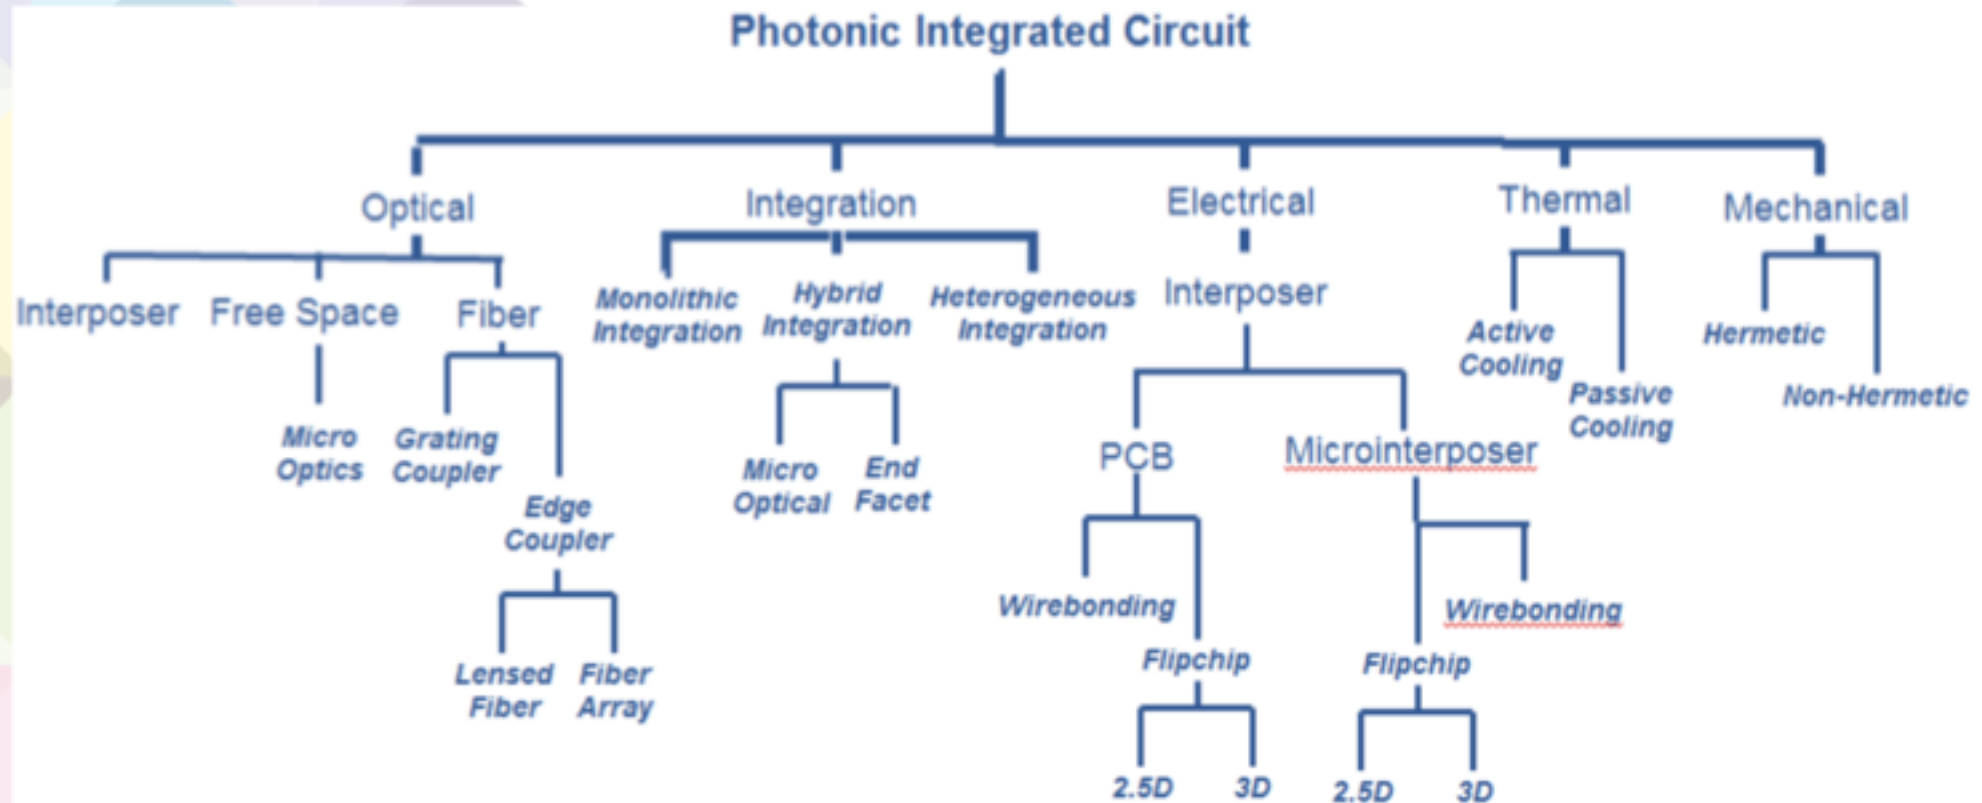 Photonic Integrated Circuit
Optical
Integration
Electrical
Thermal
Mechanical
Interposer
Free Space
Fiber
Monolithic
Integration
Hybrid
Integration
Heterogeneous
Integration
Interposer
Active
Cooling
Passive
Cooling
Hermetic
Non-Hermetic
Micro
Optics
Grating
Coupler
Edge
Coupler
Micro
Optical
End
Facet
PCB
Microinterposer
Wirebonding
Flipchip
Wirebonding
Flipchip
Lensed
Fiber
Fiber
Array
2.5D
3D
2.5D
3D